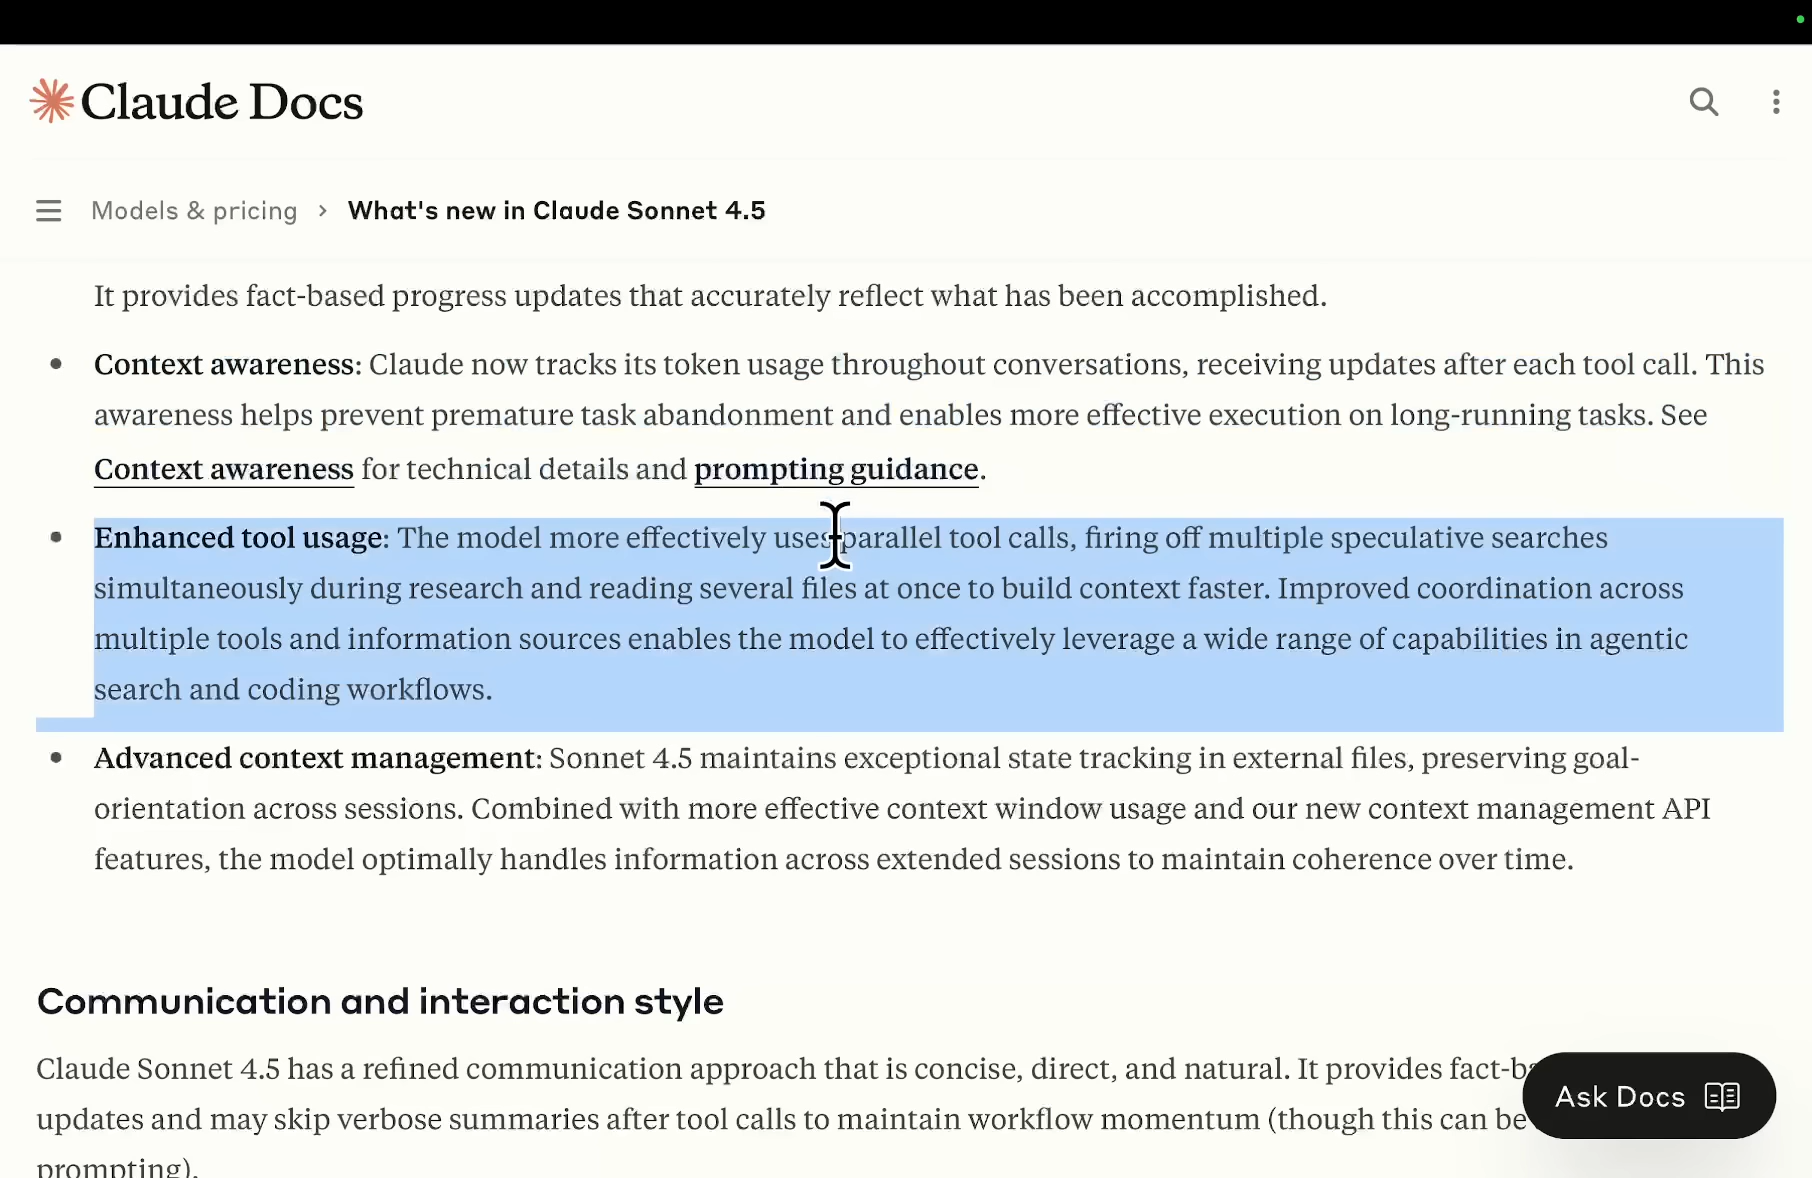 Claude Docs
Models & pricing › What's new in Claude Sonnet 4.5
It provides fact-based progress updates that accurately reflect what has been accomplished.
Context awareness: Claude now tracks its token usage throughout conversations, receiving updates after each tool call. This
awareness helps prevent premature task abandonment and enables more effective execution on long-running tasks. See
Context awareness for technical details and prompting guidance.
Enhanced tool usage: The model more effectively uses parallel tool calls, firing off multiple speculative searches
simultaneously during research and reading several files at once to build context faster. Improved coordination across
multiple tools and information sources enables the model to effectively leverage a wide range of capabilities in agentic
search and coding workflows.
Advanced context management: Sonnet 4.5 maintains exceptional state tracking in external files, preserving goal-
orientation across sessions. Combined with more effective context window usage and our new context management API
features, the model optimally handles information across extended sessions to maintain coherence over time.
Communication and interaction style
Claude Sonnet 4.5 has a refined communication approach that is concise, direct, and natural. It provides
updates and may skip verbose summaries after tool calls to maintain workflow momentum (though this can be
prompting).
Ask Docs